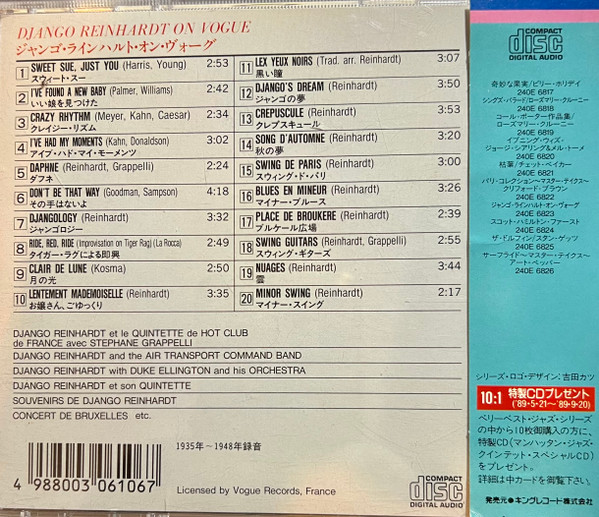 DJANGO REINHARDT ON VOGUE
ジャンゴ・ラインハルト・オン・ヴォーグ
1 SWEET SUE, JUST YOU (Harris, Young) 2:53
スウィート・スー
2 I'VE FOUND A NEW BABY (Palmer, Williams) 2:42
いい娘を見つけた
3 CRAZY RHYTHM (Meyer, Kahn, Caesar) 2:34
クレイジー・リズム
4 I'VE HAD MY MOMENTS (Kahn, Donaldson) 3:02
アイブ・ハド・マイ・モーメンツ
5 DAPHNE (Reinhardt, Grappelli) 2:24
ダフネ
6 DON'T BE THAT WAY (Goodman, Sampson) 4:18
その手はないよ
7 DJANGOLOGY (Reinhardt) 3:32
ジャンゴロジー
8 RIDE, RED, RIDE (Improvisation on Tiger Rag) (La Rocca) 2:49
タイガー・ラグによる即興
9 CLAIR DE LUNE (Kosma) 2:50
月の光
10 LENTEMENT MADEMOISELLE (Reinhardt) 3:35
お嬢さん、ごゆっくり
11 LEX YEUX NOIRS (Trad. arr. Reinhardt) 3:07
黒い瞳
12 DJANGO'S DREAM (Reinhardt) 3:50
ジャンゴの夢
13 CREPUSCULE (Reinhardt) 3:53
クレプスキュール
14 SONG D'AUTOMNE (Reinhardt) 3:20
秋の夢
15 SWING DE PARIS (Reinhardt) 3:00
スウィング・ド・パリ
16 BLUES EN MINEUR (Reinhardt) 3:26
マイナー・ブルース
17 PLACE DE BROUKERE (Reinhardt) 3:39
ブルケール広場
18 SWING GUITARS (Reinhardt, Grappelli) 2:55
スウィング・ギターズ
19 NUAGES (Reinhardt) 3:44
雲
20 MINOR SWING (Reinhardt) 2:17
マイナー・スイング
DJANGO REINHARDT et le QUINTETTE de HOT CLUB
de FRANCE avec STEPHANE GRAPPELLI
DJANGO REINHARDT and the AIR TRANSPORT COMMAND BAND
DJANGO REINHARDT with DUKE ELLINGTON and his ORCHESTRA
DJANGO REINHARDT et son QUINTETTE
SOUVENIRS DE DJANGO REINHARDT
CONCERT DE BRUXELLES etc.
4 988003 061067
1935年〜1948年録音
Licensed by Vogue Records, France
COMPACT
disc
DIGITAL AUDIO
COMPACT
disc
DIGITAL AUDIO
奇妙な果実/ビリー・ホリデイ
240E 6817
シングス・バラード/ローズマリー・クルーニー
240E 6818
コール・ポーター作品集/
ローズマリー・クルーニー
240E 6819
イブニング・ウィズ・
ジョージ・シアリング&メル・トーメ
240E 6820
枯葉/チェット・ベイカー
240E 6821
パリ・コレクション〜マスター・テイクス〜
クリフォード・ブラウン
240E 6822
ジャンゴ・ラインハルト・オン・ヴォーグ
240E 6823
スコット・ハミルトン・ファースト
240E 6824
ザ・ドルフィン/スタン・ゲッツ
240E 6825
サーフライド〜マスター・テイクス〜
アート・ペッパー
240E 6826
シリーズ・ロゴ・デザイン:吉田カツ
10:1 特製CDプレゼント
('89・5・21〜'89・9・20)
ベリーベスト・ジャズ・シリーズ
の中から10枚御購入の方に、
特製CD(マンハッタン・ジャズ・
クインテット・スペシャルCD)
をプレゼント。
詳細は中カードを御覧下さい。
発売元●キングレコード株式会社